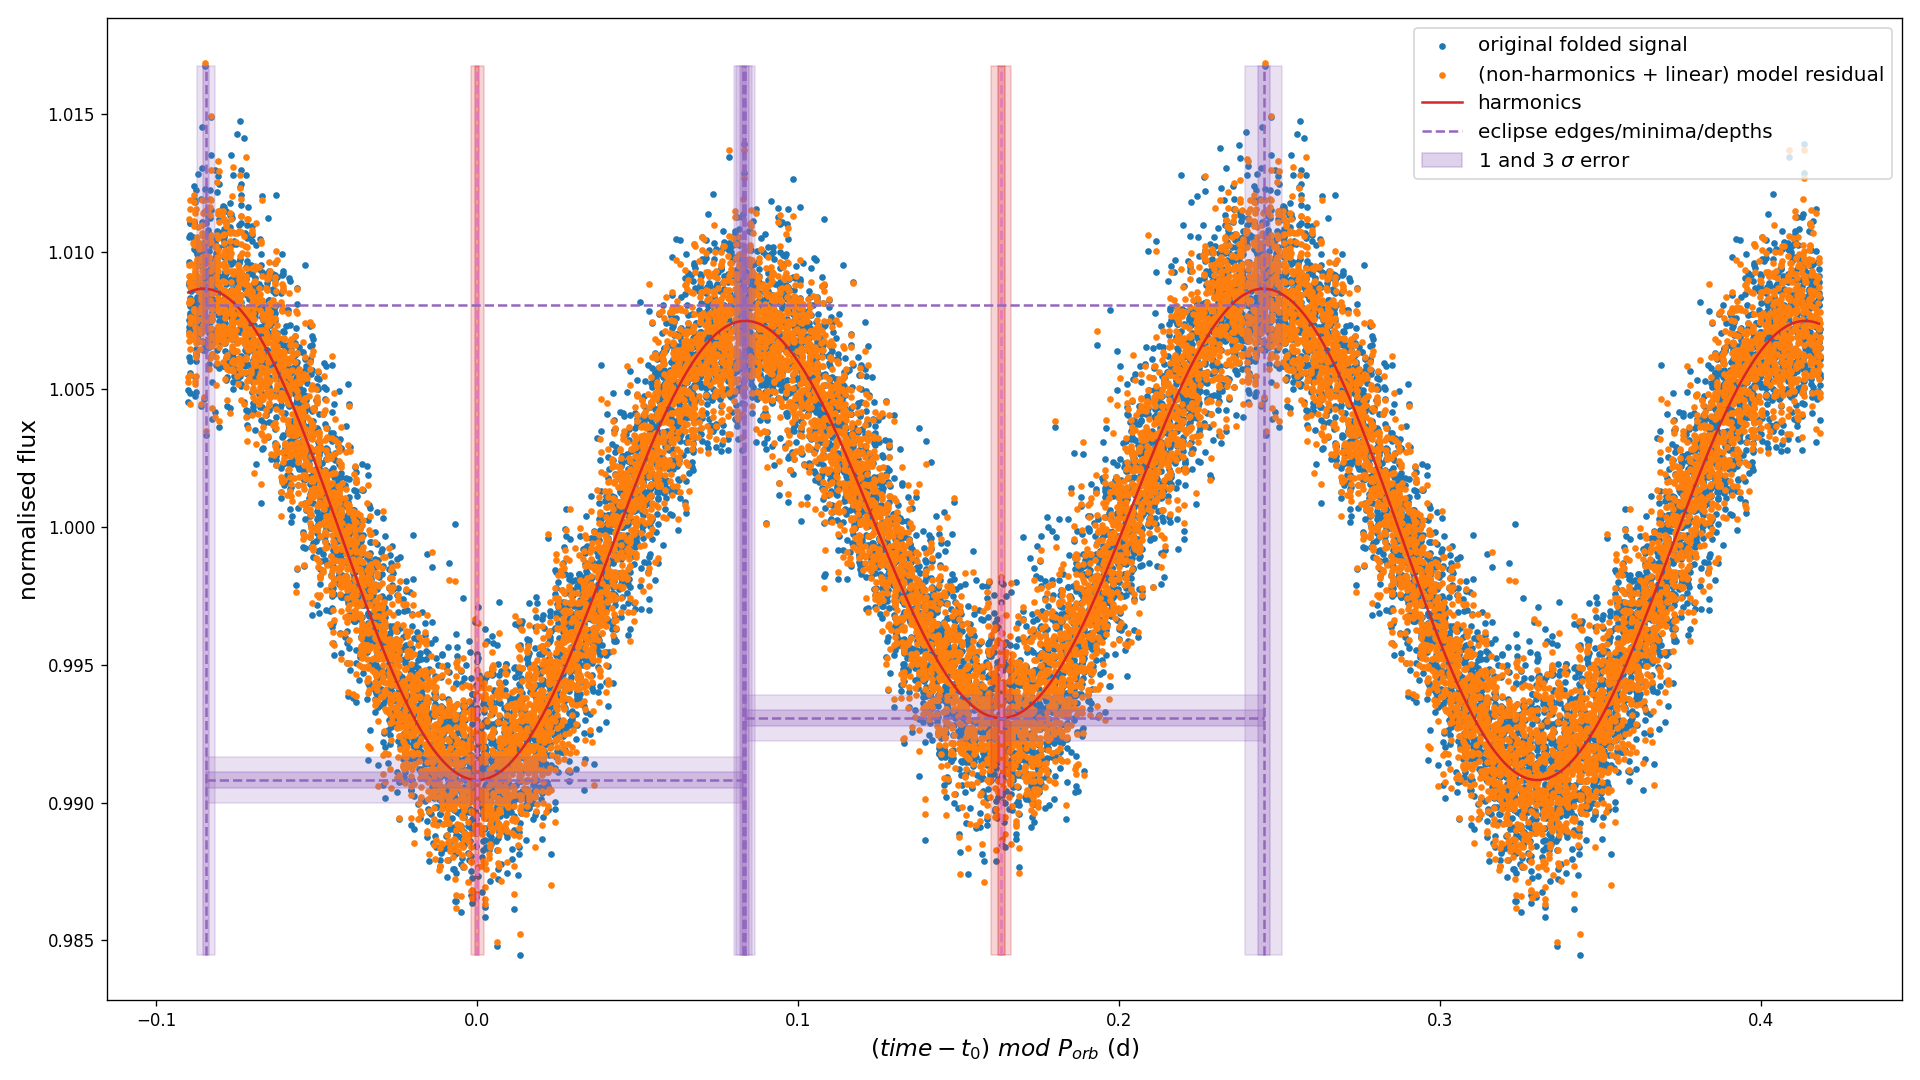 original folded signal
(non-harmonics + linear) model residual
harmonics
eclipse edges/minima/depths
1 and 3 σ error
normalised flux
1.015
1.010
1.005
1.000
0.995
0.990
0.985
−0.1 0.0 0.1 0.2 0.3 0.4
(time − t₀) mod Pₒᵣb (d)